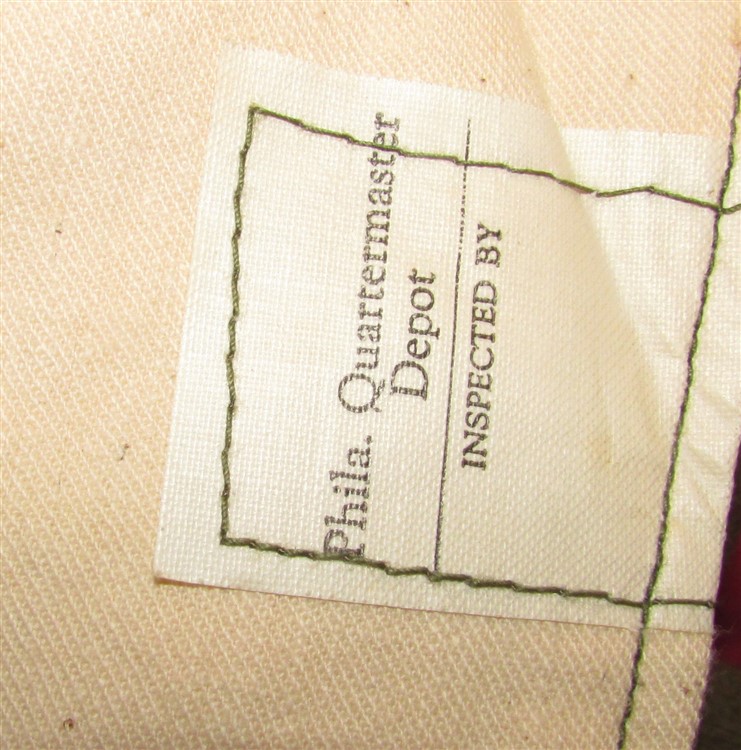 Phila. Quartermaster
Depot
INSPECTED BY